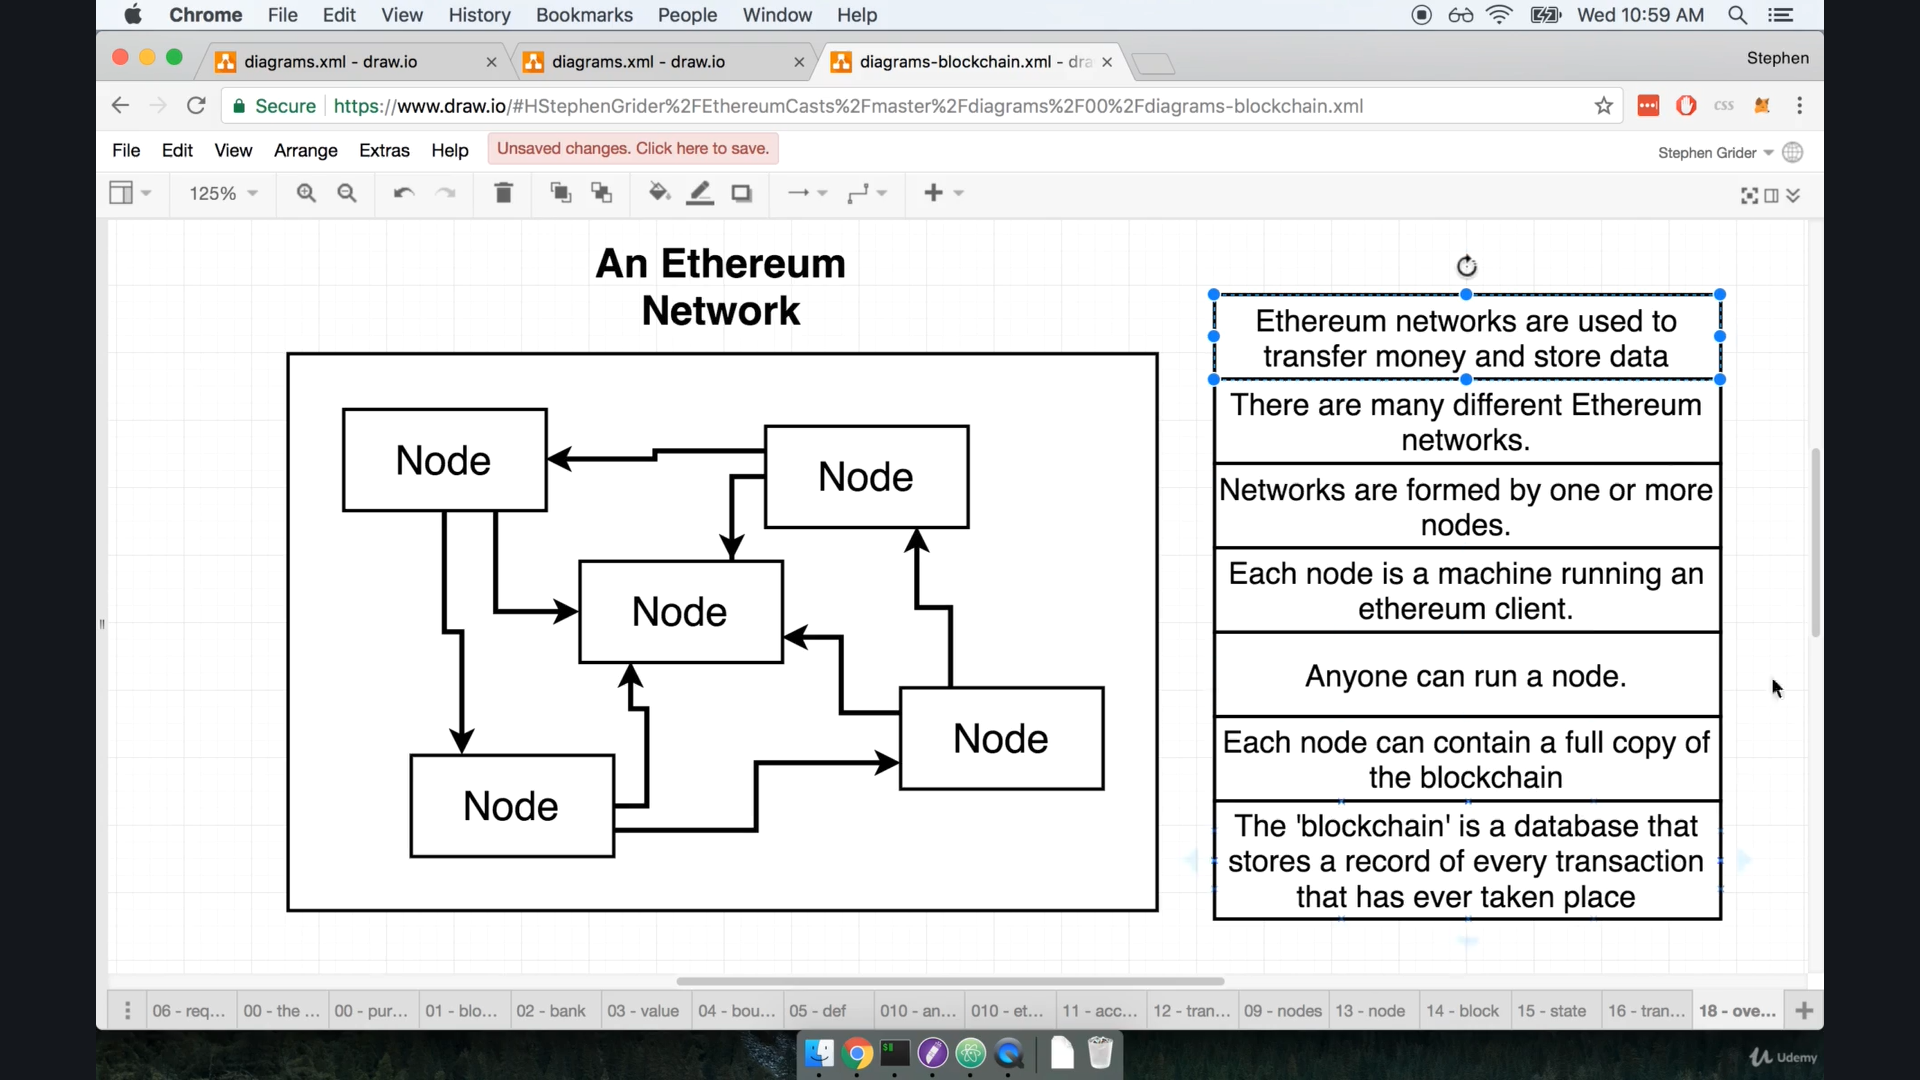 Chrome File Edit View History Bookmarks People Window Help Wed 10:59 AM
diagrams.xml - draw.io diagrams.xml - draw.io diagrams-blockchain.xml - dra Stephen
Secure https://www.draw.io/#HStephenGrider%2FEthereumCasts%2Fmaster%2Fdiagrams%2F00%2Fdiagrams-blockchain.xml CSS
File Edit View Arrange Extras Help Unsaved changes. Click here to save. Stephen Grider
125%
An Ethereum
Network
Node
Node
Node
Node
Node
Ethereum networks are used to
transfer money and store data
There are many different Ethereum
networks.
Networks are formed by one or more
nodes.
Each node is a machine running an
ethereum client.
Anyone can run a node.
Each node can contain a full copy of
the blockchain
The 'blockchain' is a database that
stores a record of every transaction
that has ever taken place
06 - req... 00 - the ... 00 - pur... 01 - blo... 02 - bank 03 - value 04 - bou... 05 - def 010 - an... 010 - et... 11 - acc... 12 - tran... 09 - nodes 13 - node 14 - block 15 - state 16 - tran... 18 - ove...
Udemy